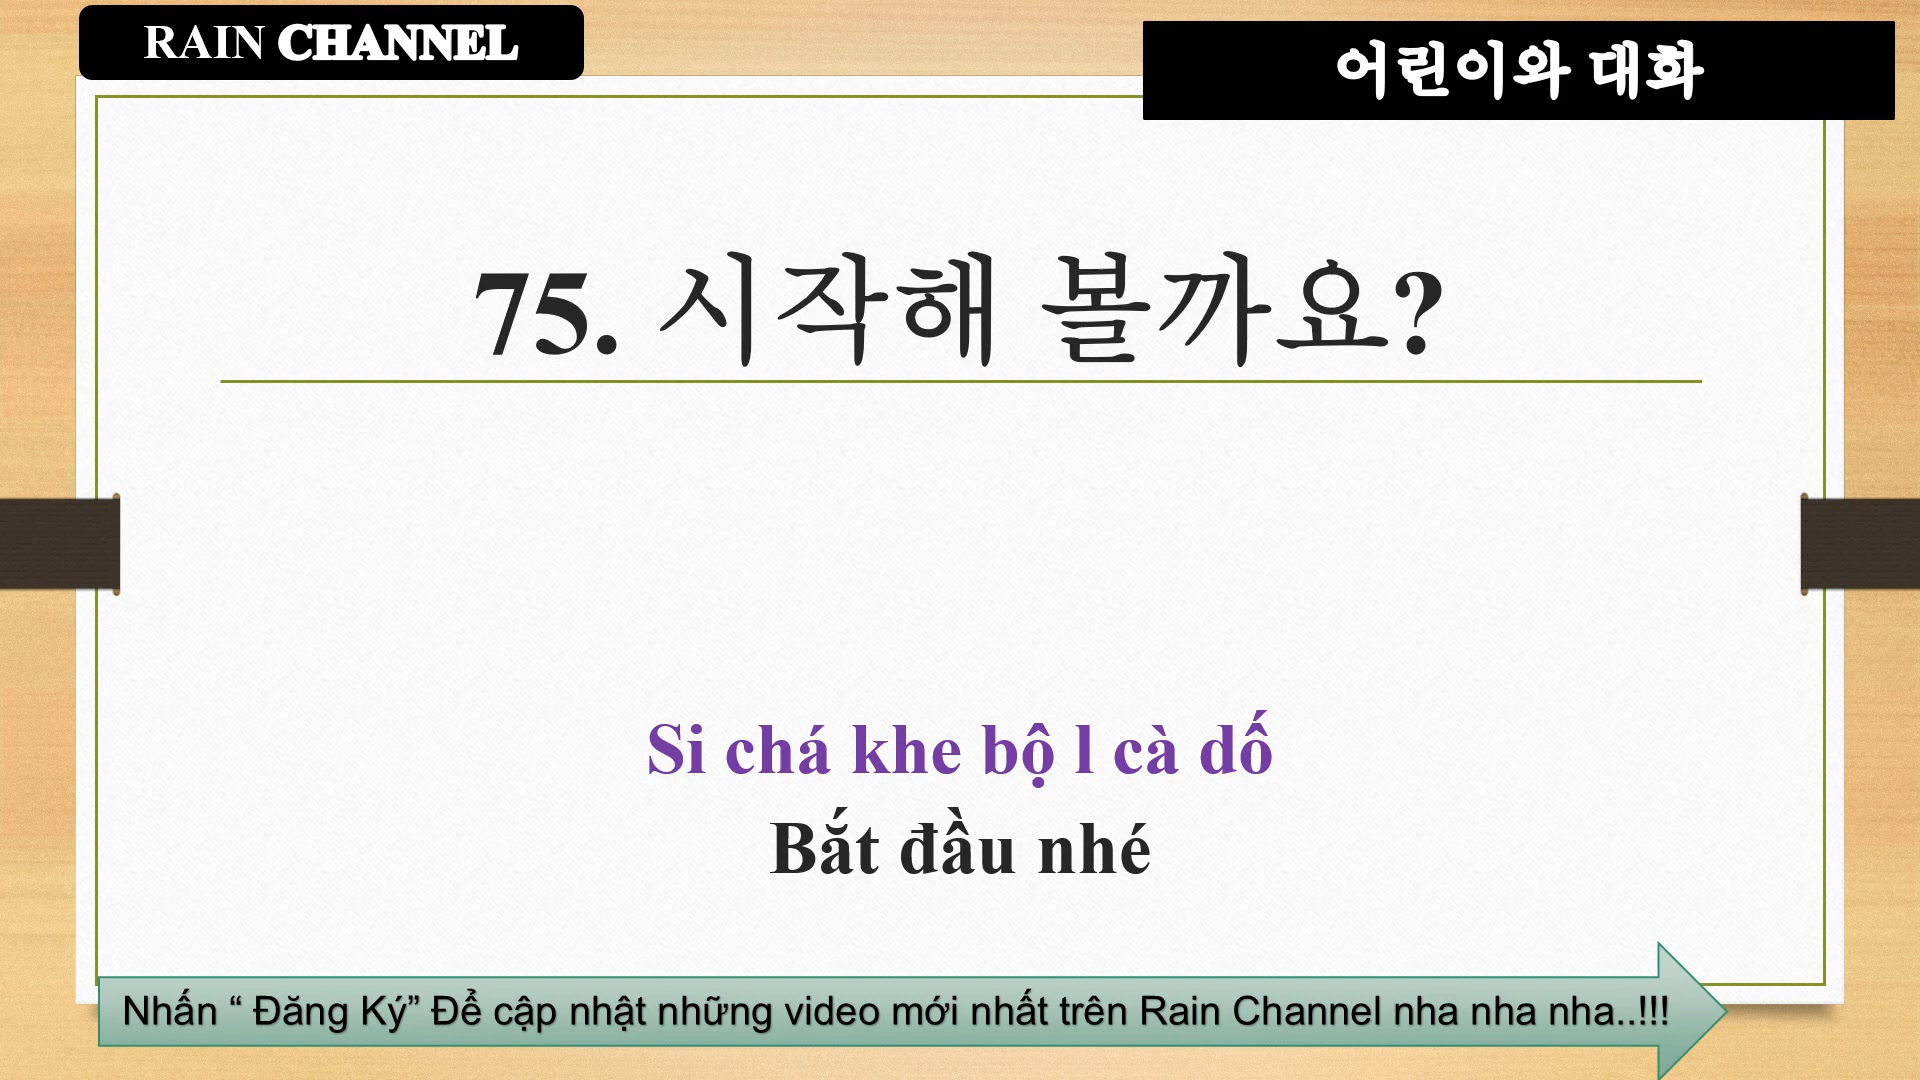 RAIN CHANNEL
어린이와 대화
75. 시작해 볼까요?
Si chá khe bộ l cà dố
Bắt đầu nhé
Nhấn “ Đăng Ký” Để cập nhật những video mới nhất trên Rain Channel nha nha nha..!!!